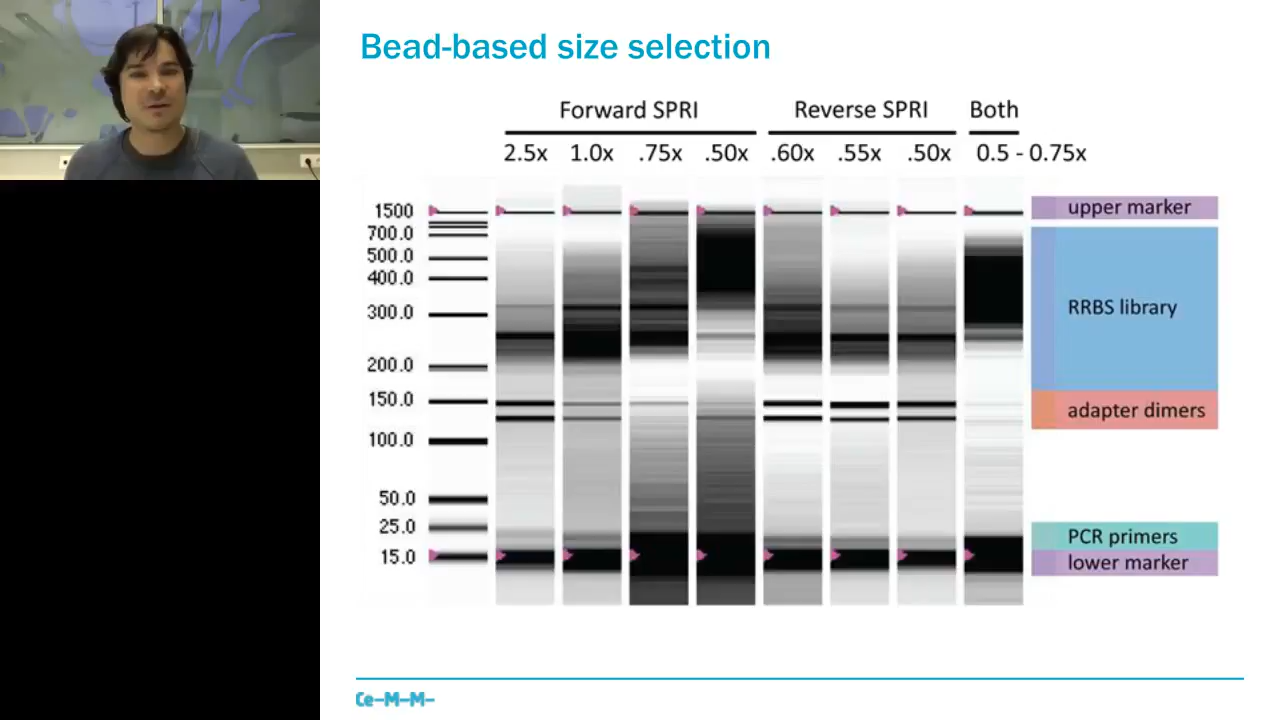 Bead-based size selection
Forward SPRI
Reverse SPRI
Both
2.5x 1.0x .75x .50x .60x .55x .50x 0.5 - 0.75x
1500
700.0
500.0
400.0
300.0
200.0
150.0
100.0
50.0
25.0
15.0
upper marker
RRBS library
adapter dimers
PCR primers
lower marker
Ce-M-M-